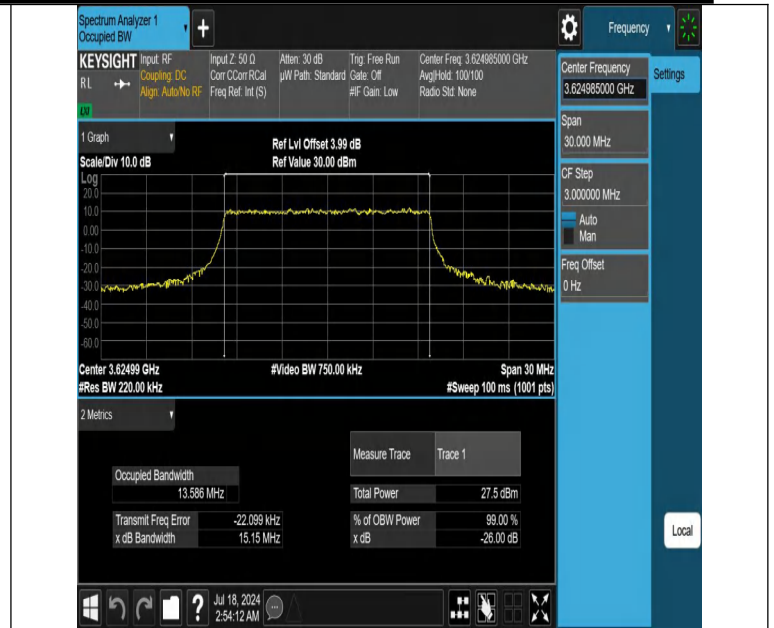 Spectrum Analyzer 1
Occupied BW
+
Frequency
KEYSIGHT
RL
LXI
Input: RF
Coupling: DC
Align: Auto/No RF
Input Z: 50 Ω
Corr CCorr RCal
Freq Ref: Int (S)
Atten: 30 dB
µW Path: Standard
Trig: Free Run
Gate: Off
#IF Gain: Low
Center Freq: 3.624985000 GHz
Avg|Hold: 100/100
Radio Std: None
Center Frequency
3.624985000 GHz
Settings
Span
30.000 MHz
CF Step
3.000000 MHz
Auto
Man
Freq Offset
0 Hz
1 Graph
Scale/Div 10.0 dB
Ref Lvl Offset 3.99 dB
Ref Value 30.00 dBm
Log
20.0
10.0
0.00
-10.0
-20.0
-30.0
-40.0
-50.0
-60.0
Center 3.62499 GHz
#Video BW 750.00 kHz
Span 30 MHz
#Res BW 220.00 kHz
#Sweep 100 ms (1001 pts)
2 Metrics
Measure Trace
Trace 1
Occupied Bandwidth
13.586 MHz
Total Power
27.5 dBm
Transmit Freq Error
-22.099 kHz
% of OBW Power
99.00 %
x dB Bandwidth
15.15 MHz
x dB
-26.00 dB
Local
?
Jul 18, 2024
2:54:12 AM